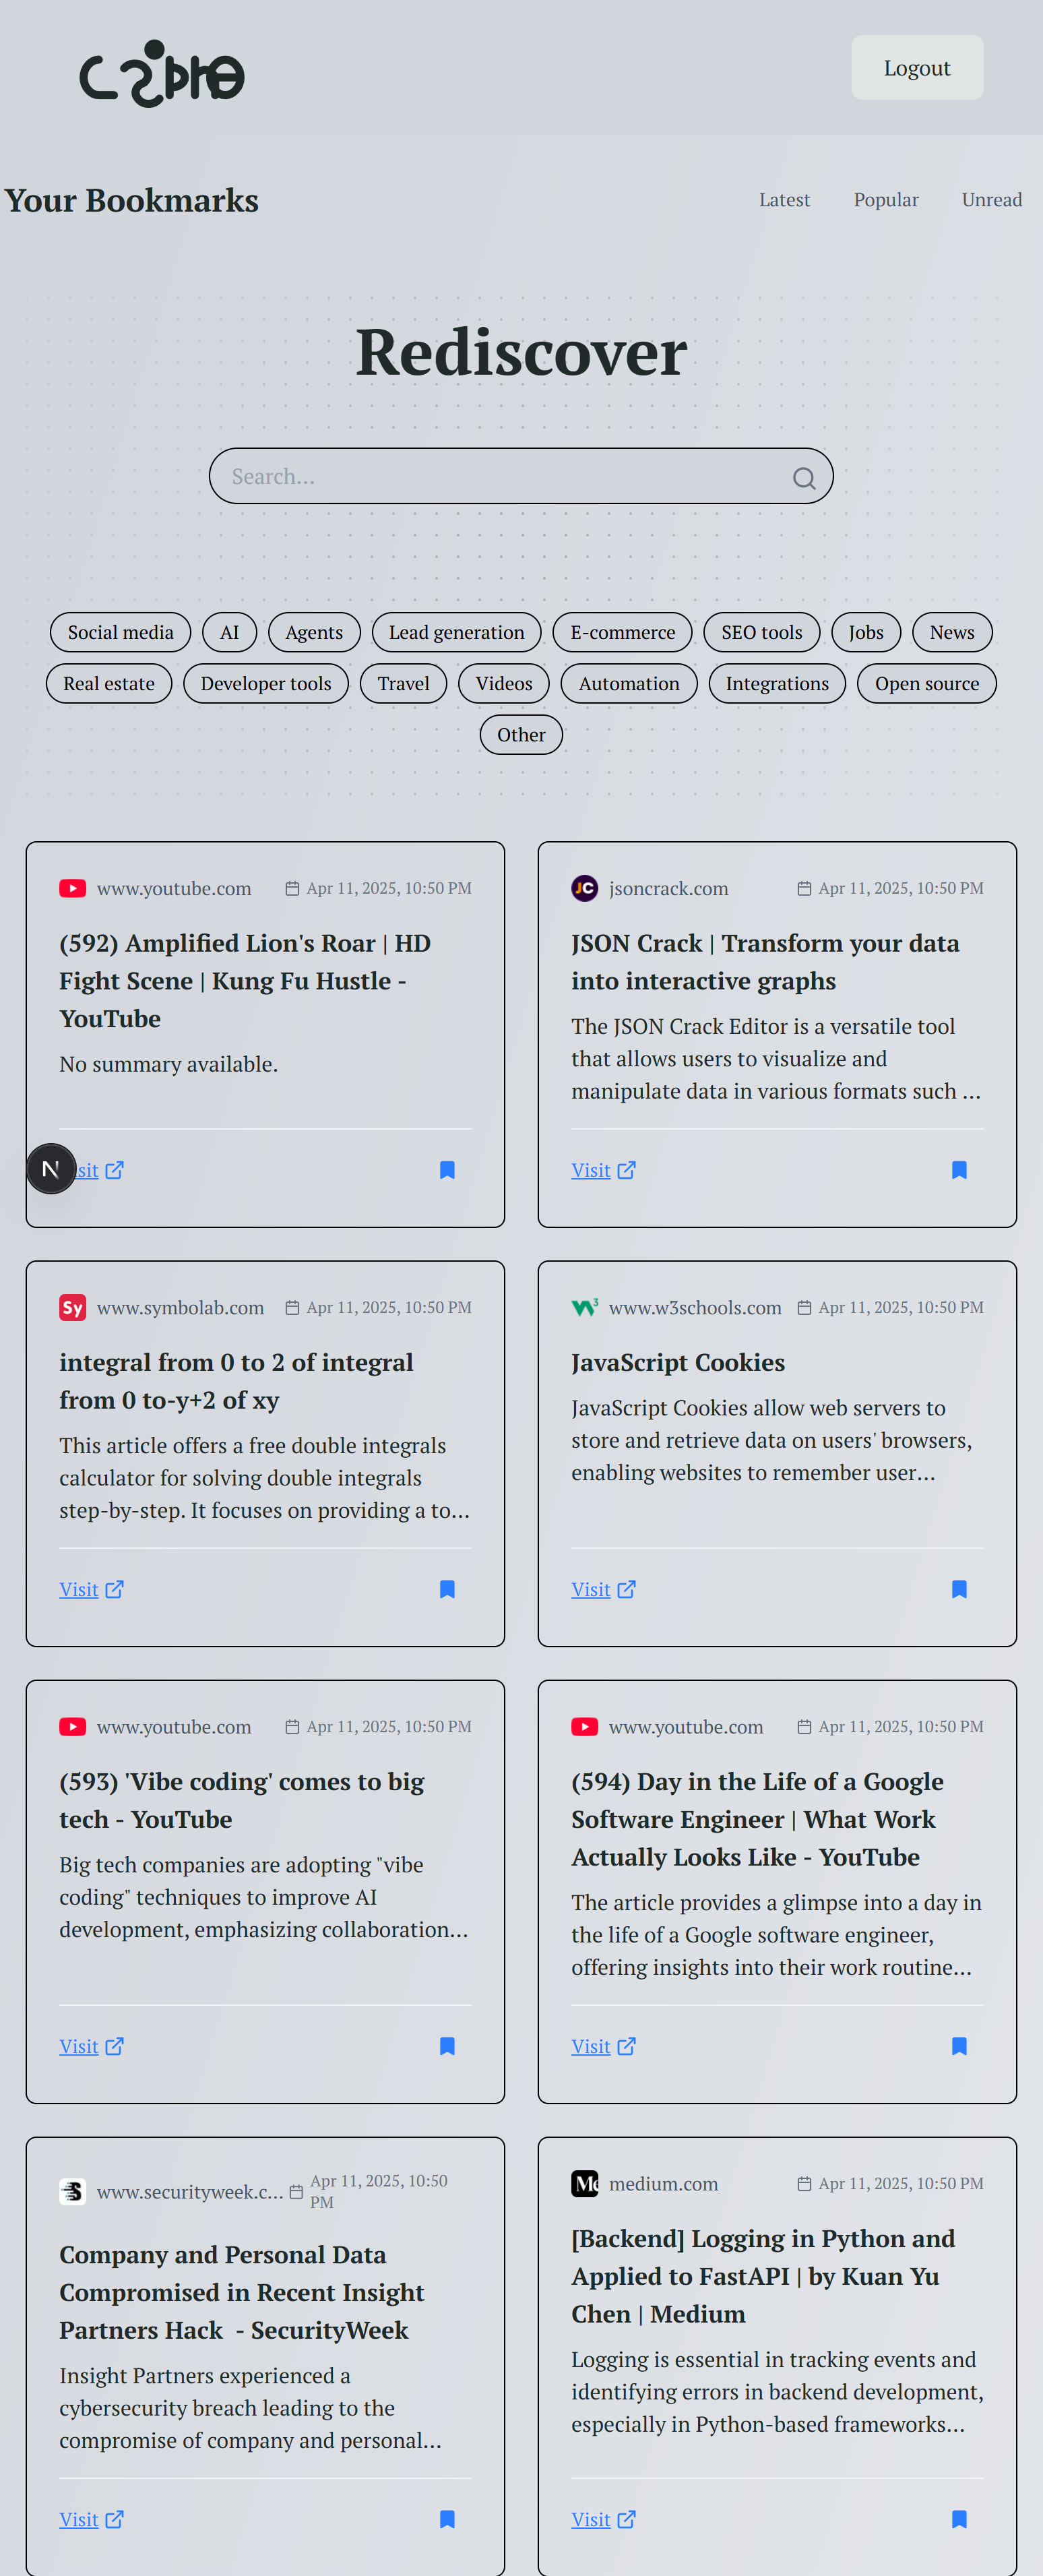 Logout
Your Bookmarks
Latest Popular Unread
Rediscover
Search...
Social media AI Agents Lead generation E-commerce SEO tools Jobs News
Real estate Developer tools Travel Videos Automation Integrations Open source
Other
www.youtube.com Apr 11, 2025, 10:50 PM
(592) Amplified Lion's Roar | HD
Fight Scene | Kung Fu Hustle -
YouTube
No summary available.
N
isit
JC jsoncrack.com Apr 11, 2025, 10:50 PM
JSON Crack | Transform your data
into interactive graphs
The JSON Crack Editor is a versatile tool
that allows users to visualize and
manipulate data in various formats such ...
Visit
Sy www.symbolab.com Apr 11, 2025, 10:50 PM
integral from 0 to 2 of integral
from 0 to-y+2 of xy
This article offers a free double integrals
calculator for solving double integrals
step-by-step. It focuses on providing a to...
Visit
W3 www.w3schools.com Apr 11, 2025, 10:50 PM
JavaScript Cookies
JavaScript Cookies allow web servers to
store and retrieve data on users' browsers,
enabling websites to remember user...
Visit
www.youtube.com Apr 11, 2025, 10:50 PM
(593) 'Vibe coding' comes to big
tech - YouTube
Big tech companies are adopting "vibe
coding" techniques to improve AI
development, emphasizing collaboration...
Visit
www.youtube.com Apr 11, 2025, 10:50 PM
(594) Day in the Life of a Google
Software Engineer | What Work
Actually Looks Like - YouTube
The article provides a glimpse into a day in
the life of a Google software engineer,
offering insights into their work routine...
Visit
S www.securityweek.c... Apr 11, 2025, 10:50
PM
Company and Personal Data
Compromised in Recent Insight
Partners Hack - SecurityWeek
Insight Partners experienced a
cybersecurity breach leading to the
compromise of company and personal...
Visit
Me medium.com Apr 11, 2025, 10:50 PM
[Backend] Logging in Python and
Applied to FastAPI | by Kuan Yu
Chen | Medium
Logging is essential in tracking events and
identifying errors in backend development,
especially in Python-based frameworks...
Visit